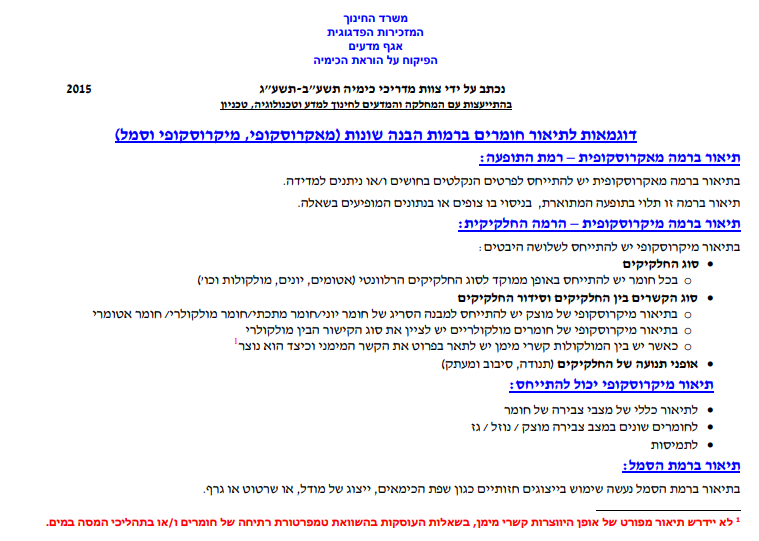 משרד החינוך
המזכירות הפדגוגית
אגף מדעים
הפיקוח על הוראת הכימיה
נכתב על ידי צוות מדריכי כימיה תשע״ב-תשע״ג 2015
בהתייעצות עם המחלקה והמדעים לחינוך למדע וטכנולוגיה, טכניון
דוגמאות לתיאור חומרים ברמות הבנה שונות (מאקרוסקופי, מיקרוסקופי וסמל)
תיאור ברמה מאקרוסקופית – רמת התופעה:
בתיאור ברמה מאקרוסקופית יש להתייחס לפרטים הנקלטים בחושים ו/או ניתנים למדידה.
תיאור ברמה זו תלוי בתופעה המתוארת, בניסוי בו צופים או בנתונים המופיעים בשאלה.
תיאור ברמה מיקרוסקופית – הרמה החלקיקית:
בתיאור מיקרוסקופי יש להתייחס לשלושה היבטים:
• סוג החלקיקים
○ בכל חומר יש להתייחס באופן ממוקד לסוג החלקיקים הרלוונטי (אטומים, יונים, מולקולות וכו׳)
• סוג הקשרים בין החלקיקים וסידור החלקיקים
○ בתיאור מיקרוסקופי של מוצק יש להתייחס למבנה הסריג של חומר יוני/חומר מתכתי/חומר מולקולרי/ חומר אטומרי
○ בתיאור מיקרוסקופי של חומרים מולקולריים יש לציין את סוג הקישור הבין מולקולרי
○ כאשר יש בין המולקולות קשרי מימן יש לתאר בפרוט את הקשר המימני וכיצד הוא נוצר¹
• אופני תנועה של החלקיקים (תנודה, סיבוב ומעתק)
תיאור מיקרוסקופי יכול להתייחס:
• לתיאור כללי של מצבי צבירה של חומר
• לחומרים שונים במצב צבירה מוצק / נוזל / גז
• לתמיסות
תיאור ברמת הסמל:
בתיאור ברמת הסמל נעשה שימוש בייצוגים חזותיים כגון שפת הכימאים, ייצוג של מודל, או שרטוט או גרף.
¹ לא יידרש תיאור מפורט של אופן היווצרות קשרי מימן, בשאלות העוסקות בהשוואת טמפרטורת רתיחה של חומרים ו/או בתהליכי המסה במים.